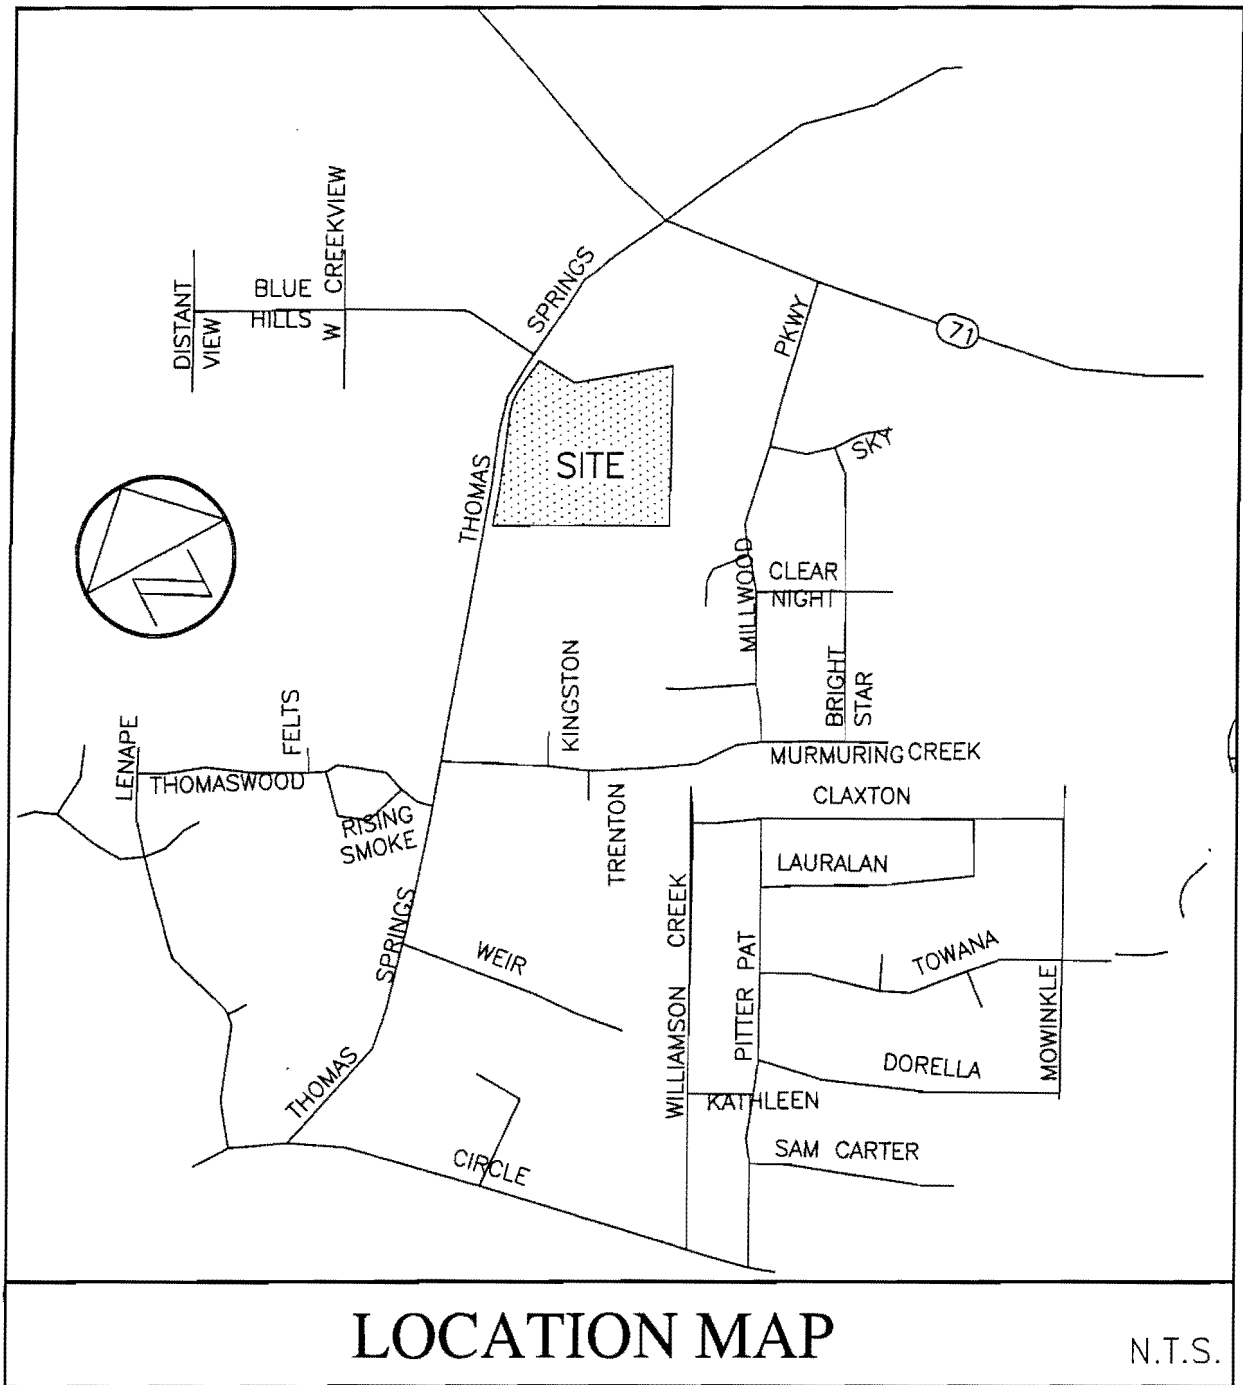 W CREEKVIEW
BLUE
HILLS
DISTANT
VIEW
SPRINGS
PKWY
71
SKY
SITE
THOMAS
N
MILLWOOD
CLEAR
NIGHT
BRIGHT
STAR
KINGSTON
FELTS
LENAPE
THOMASWOOD
MURMURING CREEK
RISING
SMOKE
TRENTON
CLAXTON
LAURALAN
WILLIAMSON CREEK
PITTER PAT
TOWANA
SPRINGS
WEIR
MOWINKLE
DORELLA
THOMAS
KATHLEEN
SAM CARTER
CIRCLE
LOCATION MAP
N.T.S.